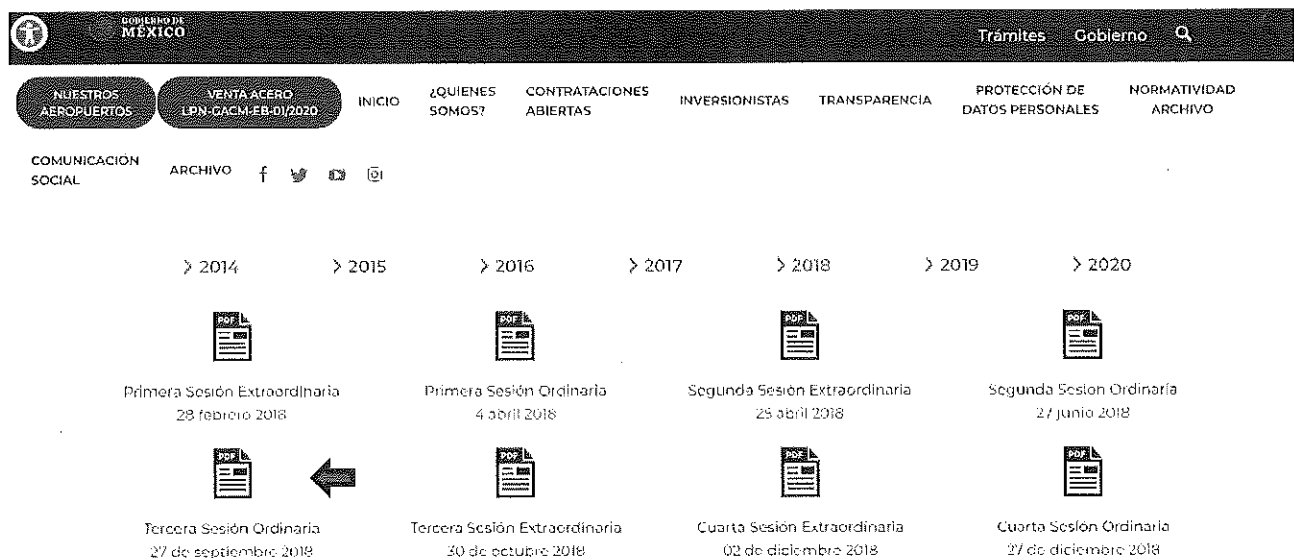 GOBIERNO DE
MÉXICO
Trámites Gobierno
NUESTROS
AEROPUERTOS
VENTA ACERO
LPN-GACM-EB-01/2020
INICIO
¿QUIENES
SOMOS?
CONTRATACIONES
ABIERTAS
INVERSIONISTAS
TRANSPARENCIA
PROTECCIÓN DE
DATOS PERSONALES
NORMATIVIDAD
ARCHIVO
COMUNICACIÓN
SOCIAL
ARCHIVO
> 2014 > 2015 > 2016 > 2017 > 2018 > 2019 > 2020
PDF PDF PDF PDF
Primera Sesión Extraordinaria
28 febrero 2018
Primera Sesión Ordinaria
4 abril 2018
Segunda Sesión Extraordinaria
25 abril 2018
Segunda Sesión Ordinaria
27 junio 2018
PDF PDF PDF PDF
Tercera Sesión Ordinaria
27 de septiembre 2018
Tercera Sesión Extraordinaria
30 de octubre 2018
Cuarta Sesión Extraordinaria
02 de diciembre 2018
Cuarta Sesión Ordinaria
27 de diciembre 2018